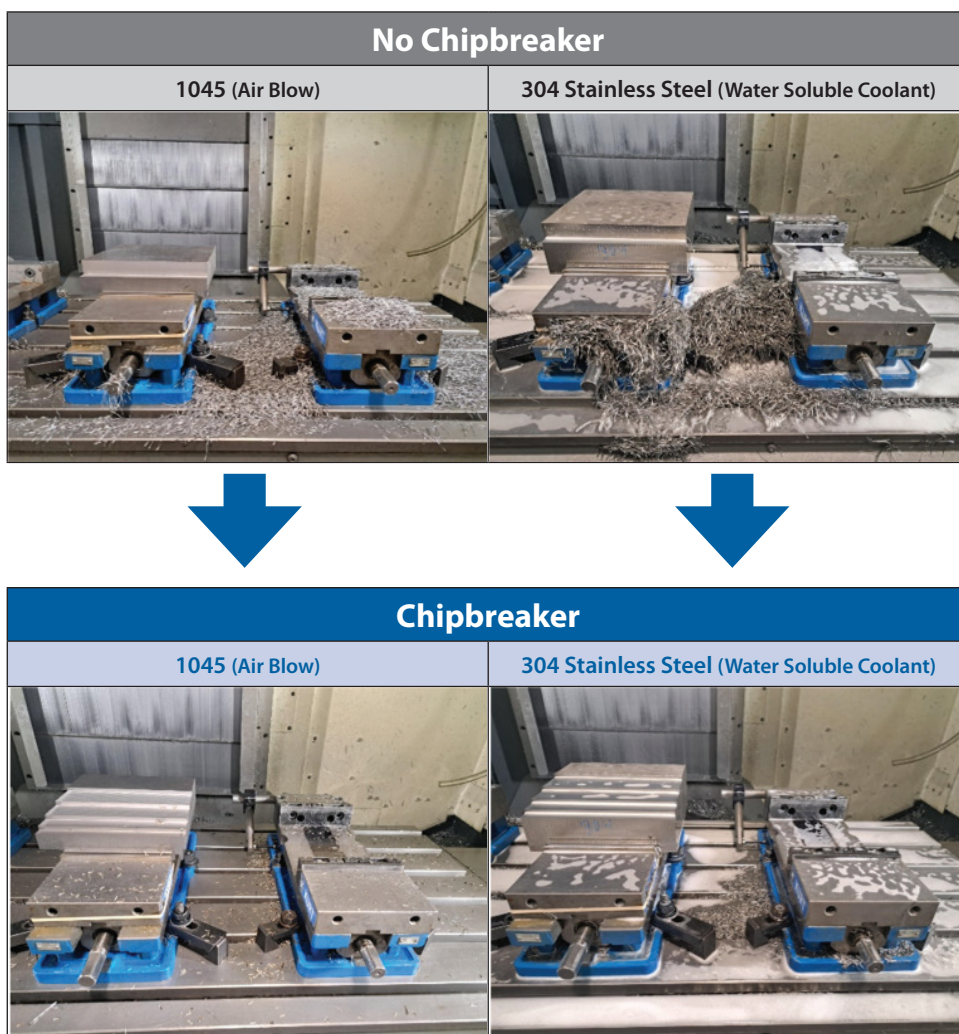 No Chipbreaker
1045 (Air Blow)
304 Stainless Steel (Water Soluble Coolant)
Chipbreaker
1045 (Air Blow)
304 Stainless Steel (Water Soluble Coolant)